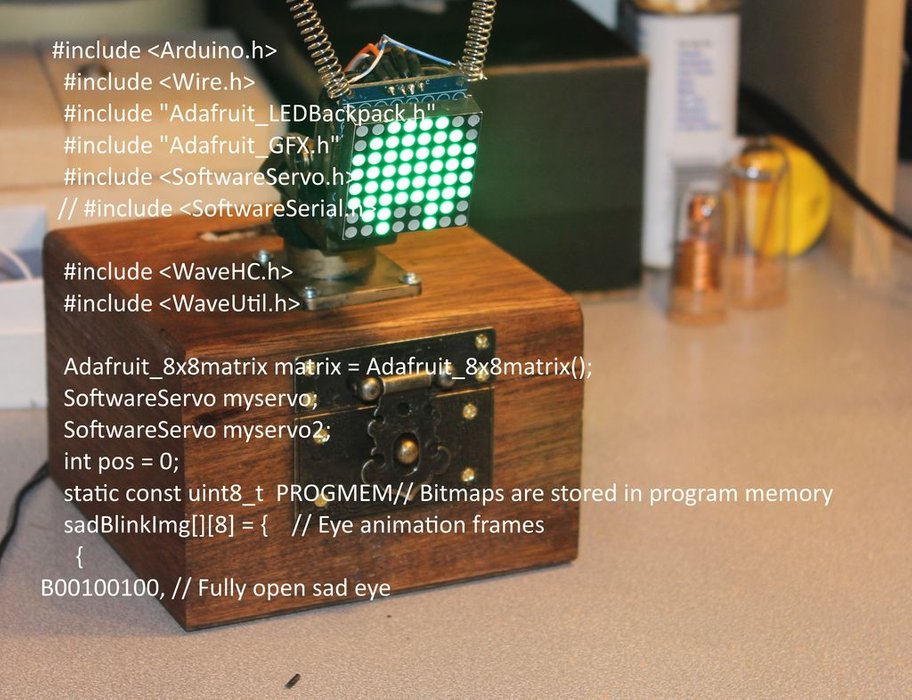 #include <Arduino.h>
#include <Wire.h>
#include "Adafruit_LEDBackpack.h"
#include "Adafruit_GFX.h"
#include <SoftwareServo.h>
// #include <SoftwareSerial.h>
#include <WaveHC.h>
#include <WaveUtil.h>
Adafruit_8x8matrix matrix = Adafruit_8x8matrix();
SoftwareServo myservo;
SoftwareServo myservo2;
int pos = 0;
static const uint8_t  PROGMEM// Bitmaps are stored in program memory
sadBlinkImg[][8] = {    // Eye animation frames
{
B00100100, // Fully open sad eye